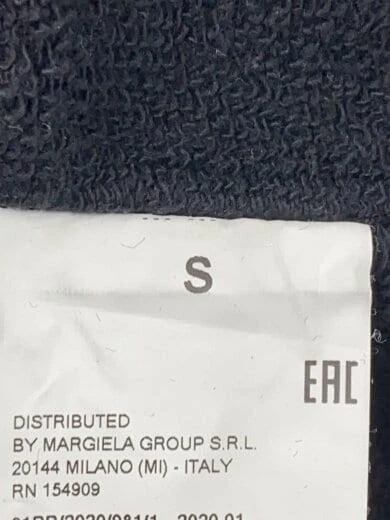 S
EAC
DISTRIBUTED
BY MARGIELA GROUP S.R.L.
20144 MILANO (MI) - ITALY
RN 154909